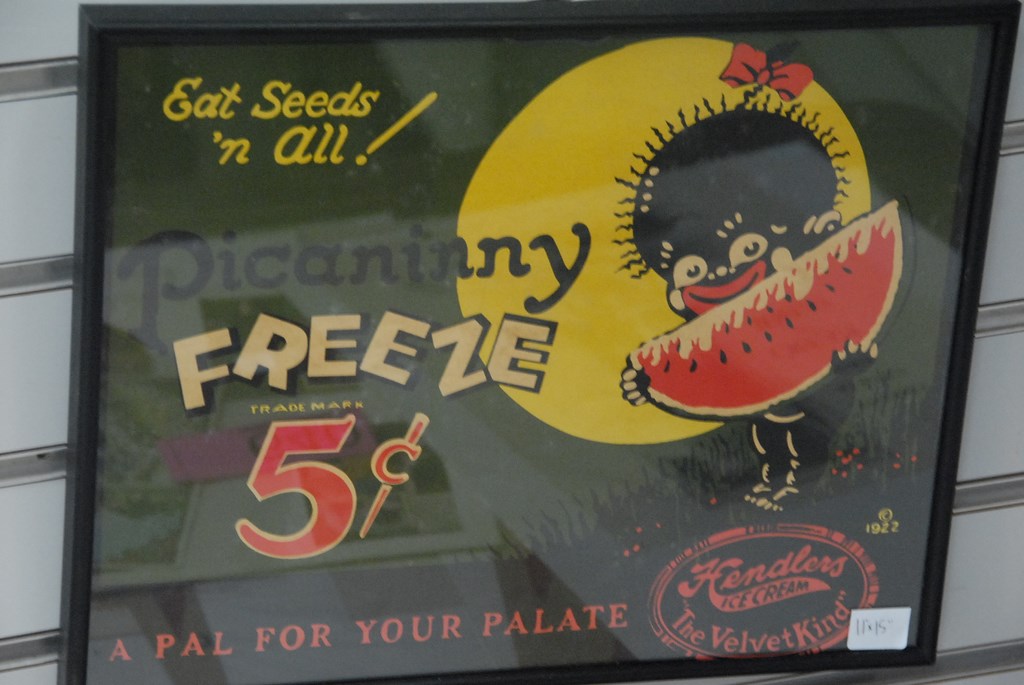 Eat Seeds
'n all!
Picaninny
FREEZE
TRADE MARK
5¢
© 1922
Hendlers
ICE CREAM
"The Velvet Kind"
A PAL FOR YOUR PALATE